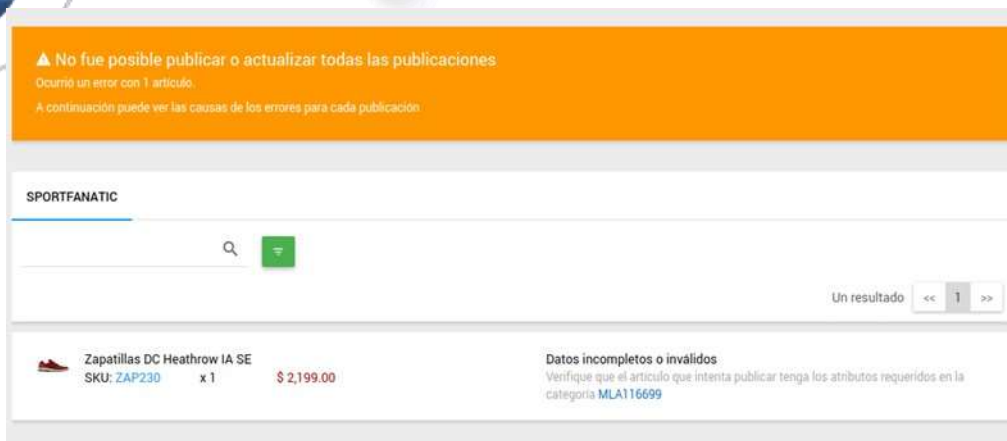 No fue posible publicar o actualizar todas las publicaciones
Ocurrió un error con 1 artículo.
A continuación puede ver las causas de los errores para cada publicación
SPORTFANATIC
Un resultado << 1 >>
Zapatillas DC Heathrow IA SE
SKU: ZAP230 x 1 $ 2,199.00
Datos incompletos o inválidos
Verifique que el artículo que intenta publicar tenga los atributos requeridos en la
categoría MLA116699